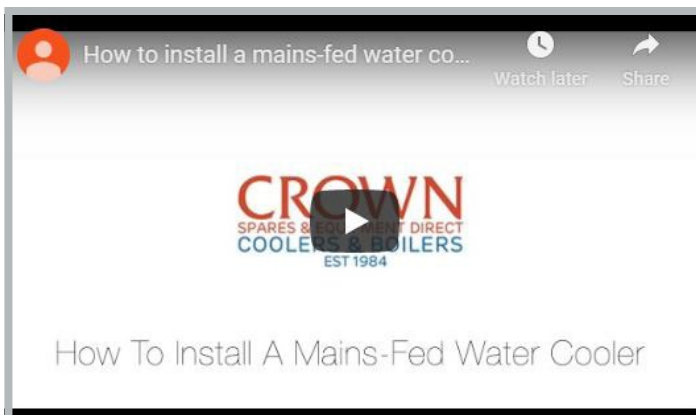 How to install a mains-fed water co...
Watch later
Share
CROWN
SPARES & EQUIPMENT DIRECT
COOLERS & BOILERS
EST 1984
How To Install A Mains-Fed Water Cooler